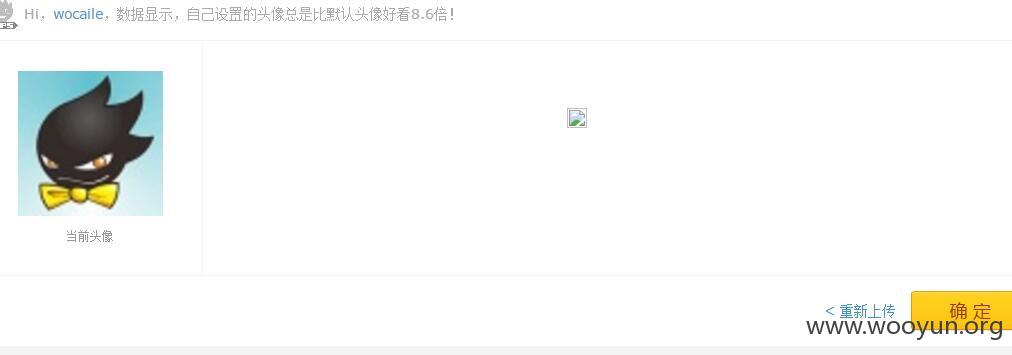 Hi，wocaile，数据显示，自己设置的头像总是比默认头像好看8.6倍！
当前头像
< 重新上传
确 定
www.wooyun.org